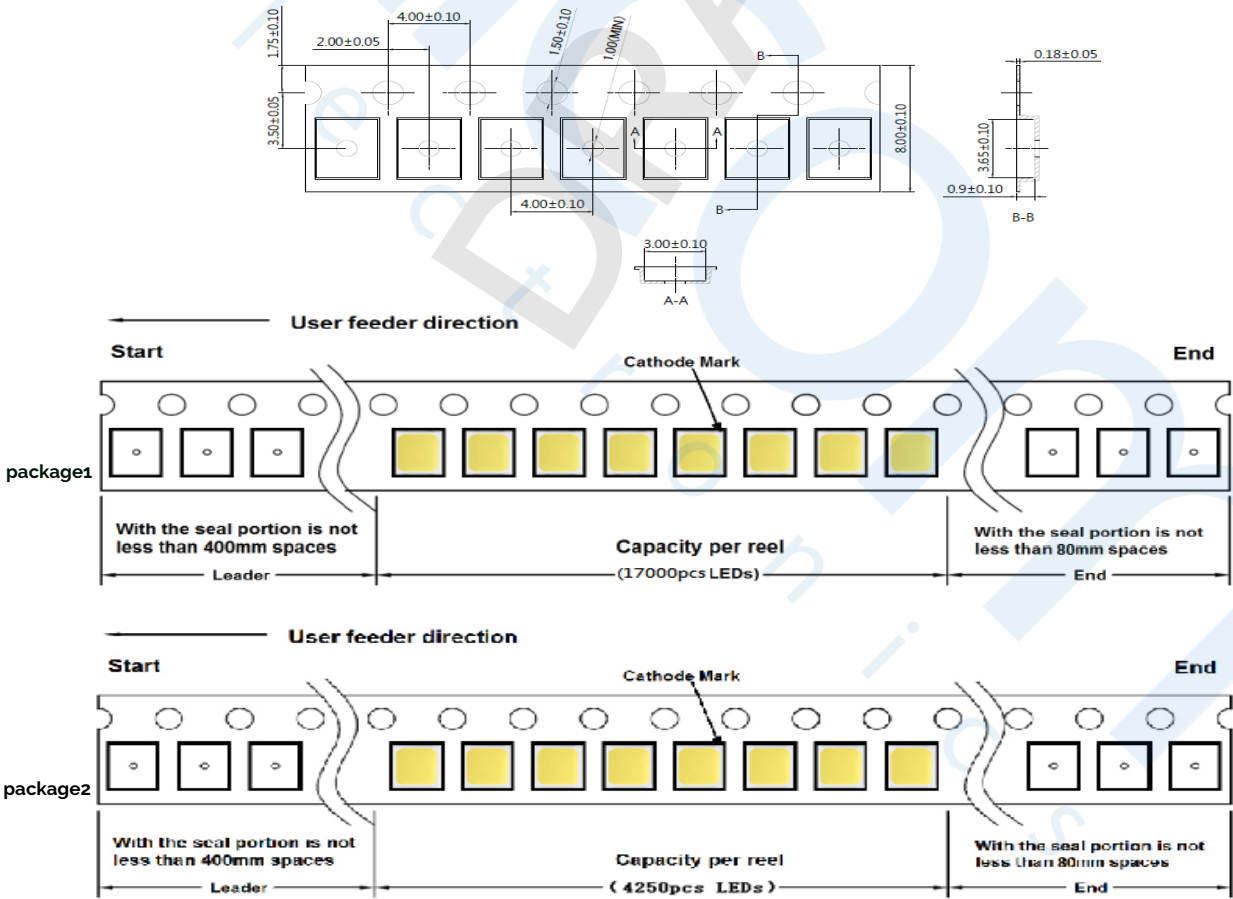 1.75±0.10
4.00±0.10
2.00±0.05
1.50±0.10
1.00(MIN)
B
0.18±0.05
3.50±0.05
A
A
8.00±0.10
3.65±0.10
0.9±0.10
4.00±0.10
B
B-B
3.00±0.10
A-A
User feeder direction
Start
End
Cathode Mark
package1
With the seal portion is not
less than 400mm spaces
Capacity per reel
With the seal portion is not
less than 80mm spaces
Leader
(17000pcs LEDs)
End
User feeder direction
Start
End
Cathode Mark
package2
With the seal portion is not
less than 400mm spaces
Capacity per reel
With the seal portion is not
less than 80mm spaces
Leader
(4250pcs LEDs)
End